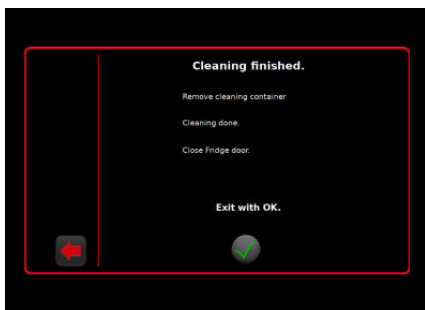 Cleaning finished.
Remove cleaning container
Cleaning done.
Close Fridge door.
Exit with OK.